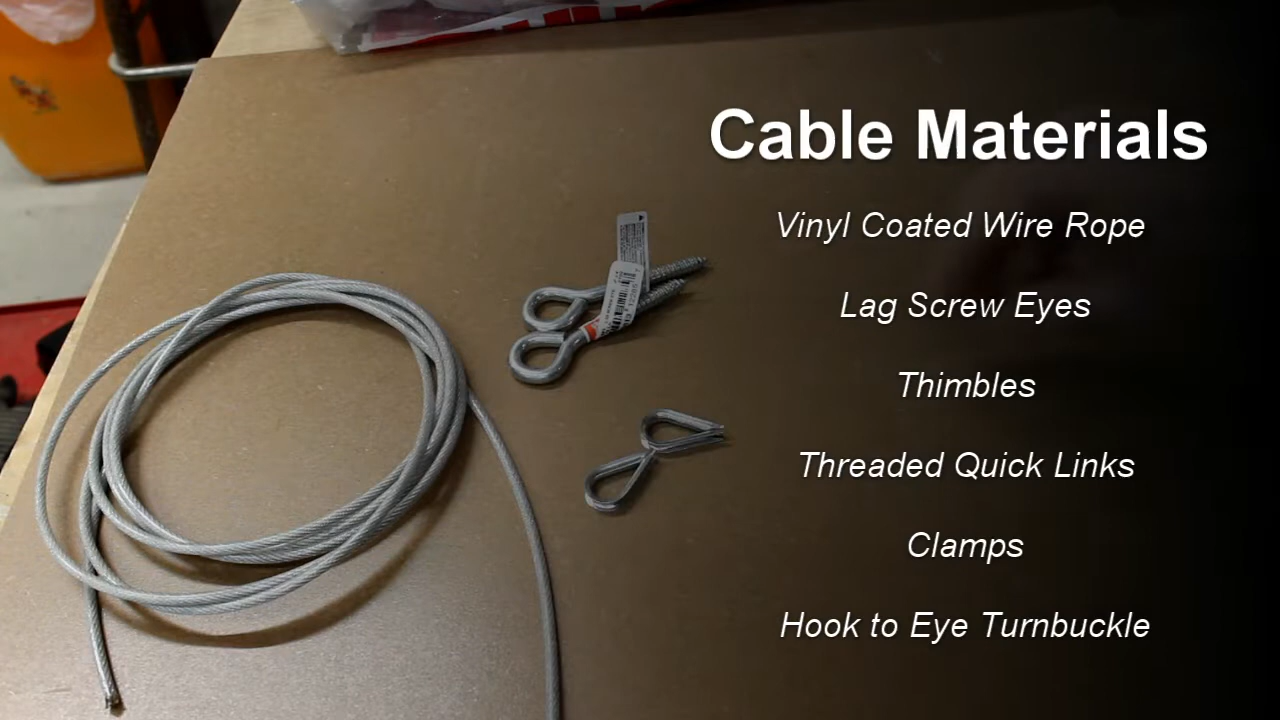 Cable Materials
Vinyl Coated Wire Rope
Lag Screw Eyes
Thimbles
Threaded Quick Links
Clamps
Hook to Eye Turnbuckle